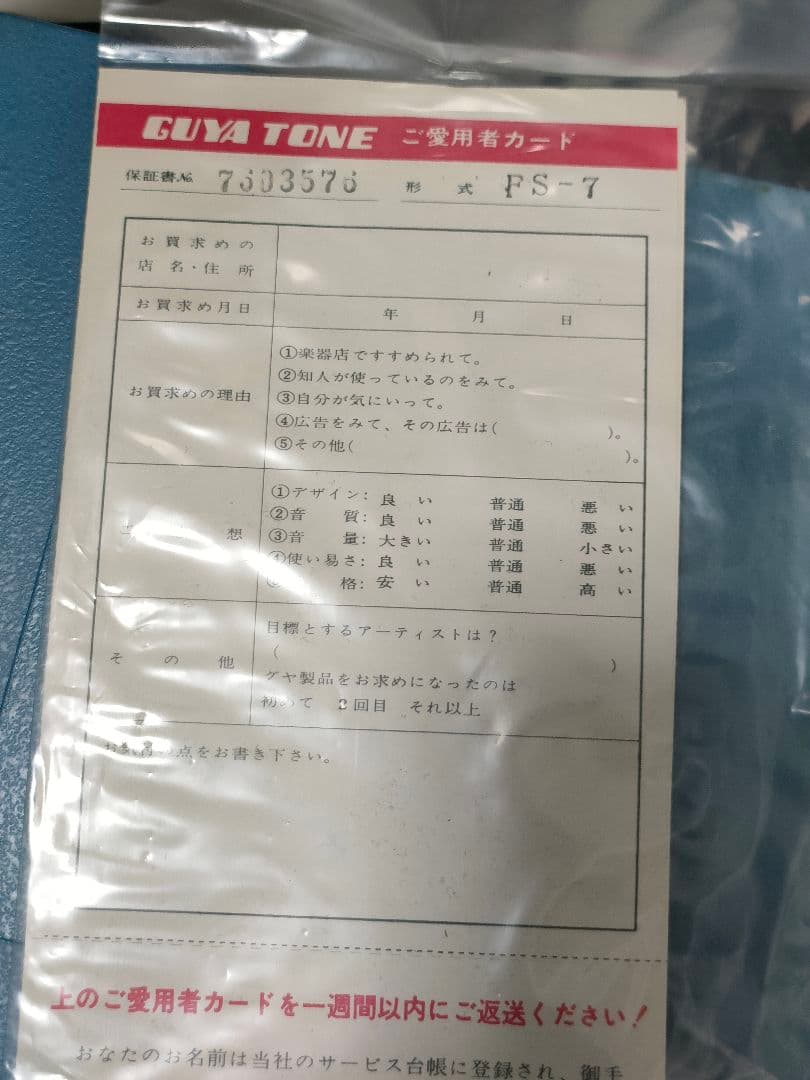 GUYA TONE ご愛用者カード
保証書No. 7603576 形式 FS-7
お買求めの
店名・住所
お買求め月日 年 月 日
お買求めの理由
①楽器店ですすめられて。
②知人が使っているのをみて。
③自分が気にいって。
④広告をみて、その広告は( )。
⑤その他( )。
想
①デザイン: 良い 普通 悪い
②音質: 良い 普通 悪い
③音量: 大きい 普通 小さい
④使い易さ: 良い 普通 悪い
格: 安い 普通 高い
その他
目標とするアーティストは?
( )
グヤ製品をお求めになったのは
初めて 2回目 それ以上
点をお書き下さい。
上のご愛用者カードを一週間以内にご返送ください!
おなたのお名前は当社のサービス台帳に登録され、御手